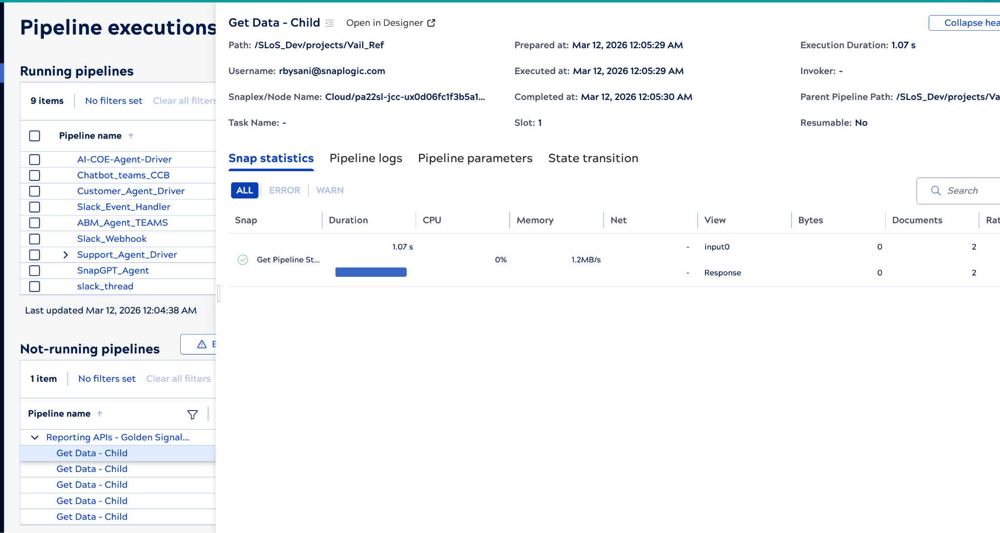 Pipeline executions
Running pipelines
9 items
No filters set
Clear all filters
Pipeline name
AI-COE-Agent-Driver
Chatbot_teams_CCB
Customer_Agent_Driver
Slack_Event_Handler
ABM_Agent_TEAMS
Slack_Webhook
Support_Agent_Driver
SnapGPT_Agent
slack_thread
Last updated Mar 12, 2026 12:04:38 AM
Not-running pipelines
1 item
No filters set
Clear all filters
Pipeline name
Reporting APIs - Golden Signal...
Get Data - Child
Get Data - Child
Get Data - Child
Get Data - Child
Get Data - Child
Get Data - Child
Open in Designer
Collapse hea
Path: /SLoS_Dev/projects/Vail_Ref
Prepared at: Mar 12, 2026 12:05:29 AM
Execution Duration: 1.07 s
Username: rbysani@snaplogic.com
Executed at: Mar 12, 2026 12:05:29 AM
Invoker: -
Snaplex/Node Name: Cloud/pa22sl-jcc-ux0d06fc1f3b5a1...
Completed at: Mar 12, 2026 12:05:30 AM
Parent Pipeline Path: /SLoS_Dev/projects/Va
Task Name: -
Slot: 1
Resumable: No
Snap statistics
Pipeline logs
Pipeline parameters
State transition
ALL
ERROR
WARN
Search
Snap
Duration
CPU
Memory
Net
View
Bytes
Documents
Rat
Get Pipeline St...
1.07 s
0%
1.2MB/s
-
input0
0
2
-
Response
0
2